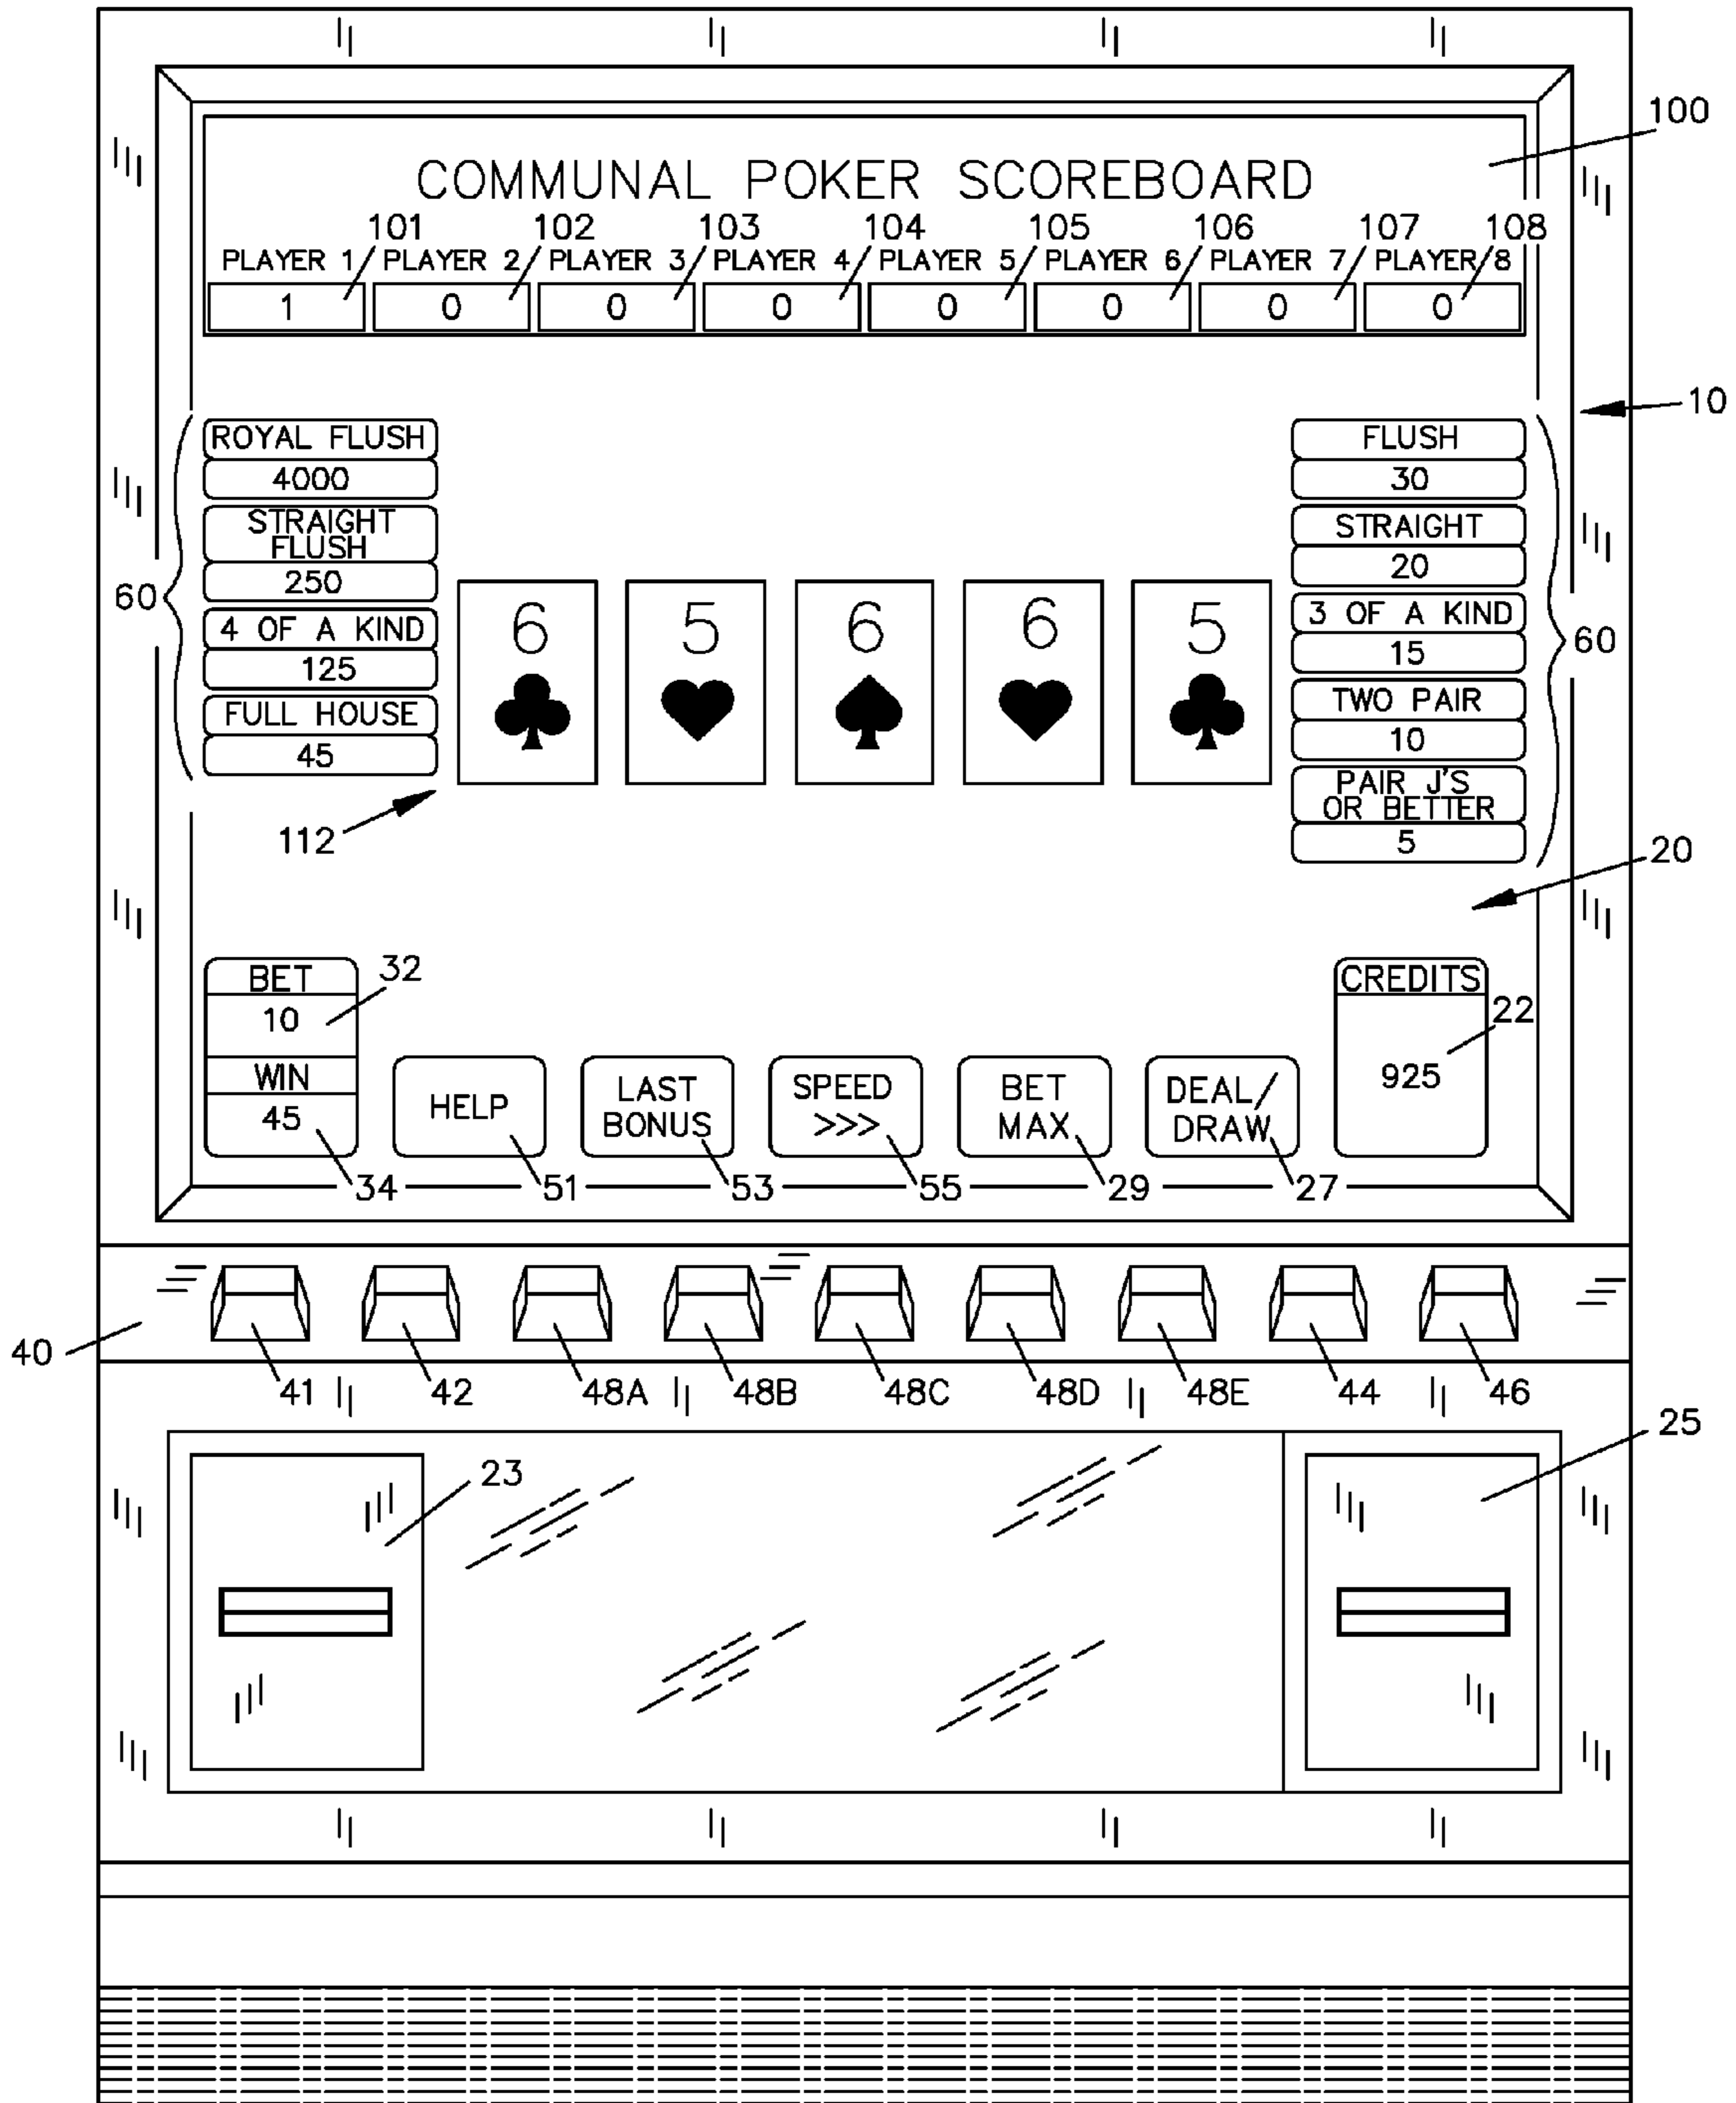 100
COMMUNAL POKER SCOREBOARD
101 102 103 104 105 106 107 108
PLAYER 1 PLAYER 2 PLAYER 3 PLAYER 4 PLAYER 5 PLAYER 6 PLAYER 7 PLAYER 8
1 0 0 0 0 0 0 0
10
ROYAL FLUSH
4000
STRAIGHT
FLUSH
250
4 OF A KIND
125
FULL HOUSE
45
60
6 5 6 6 5
112
FLUSH
30
STRAIGHT
20
3 OF A KIND
15
TWO PAIR
10
PAIR J'S
OR BETTER
5
60
20
BET
10
32
WIN
45
34
HELP
51
LAST
BONUS
53
SPEED
>>>
55
BET
MAX
29
DEAL/
DRAW
27
CREDITS
22
925
40
41 42 48A 48B 48C 48D 48E 44 46
23
25